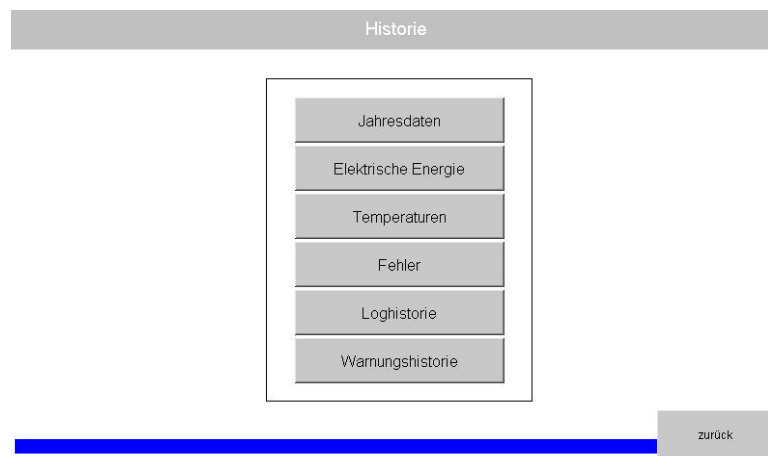 Historie
Jahresdaten
Elektrische Energie
Temperaturen
Fehler
Loghistorie
Warnungshistorie
zurück